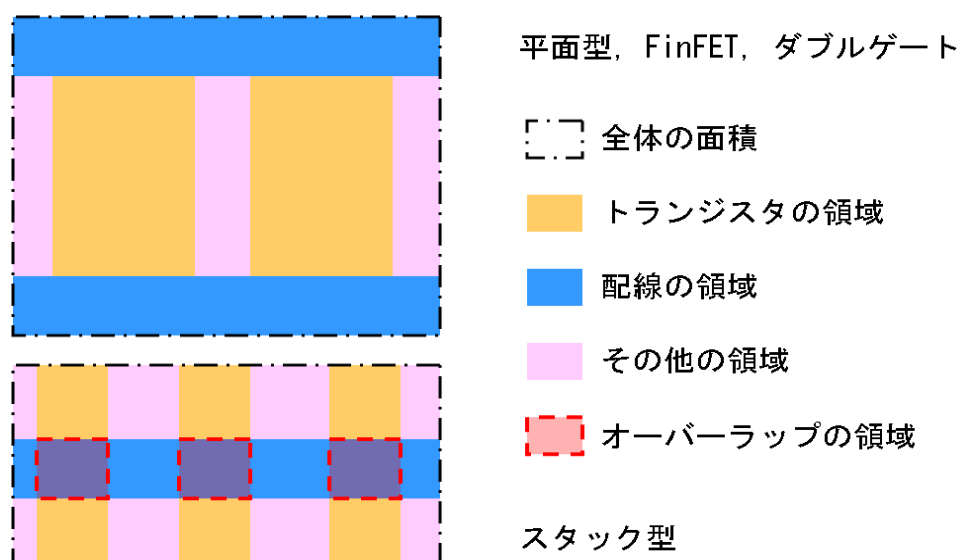 平面型, FinFET, ダブルゲート
全体の面積
トランジスタの領域
配線の領域
その他の領域
オーバーラップの領域
スタック型